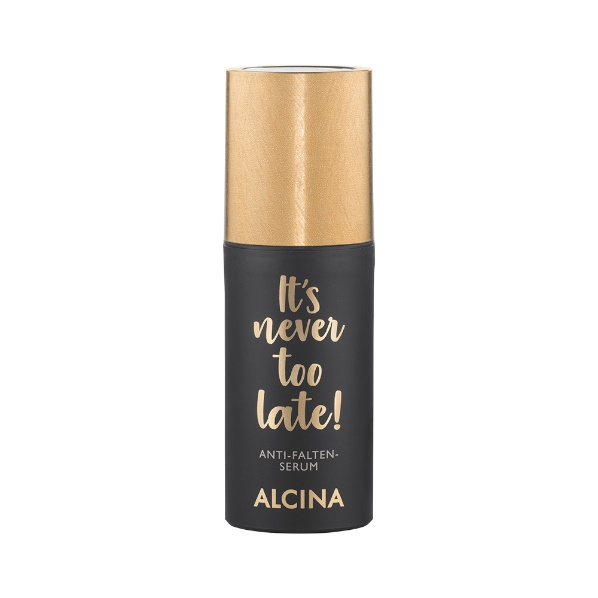 It's
never
too
late!
ANTI-FALTEN-
SERUM
ALCINA